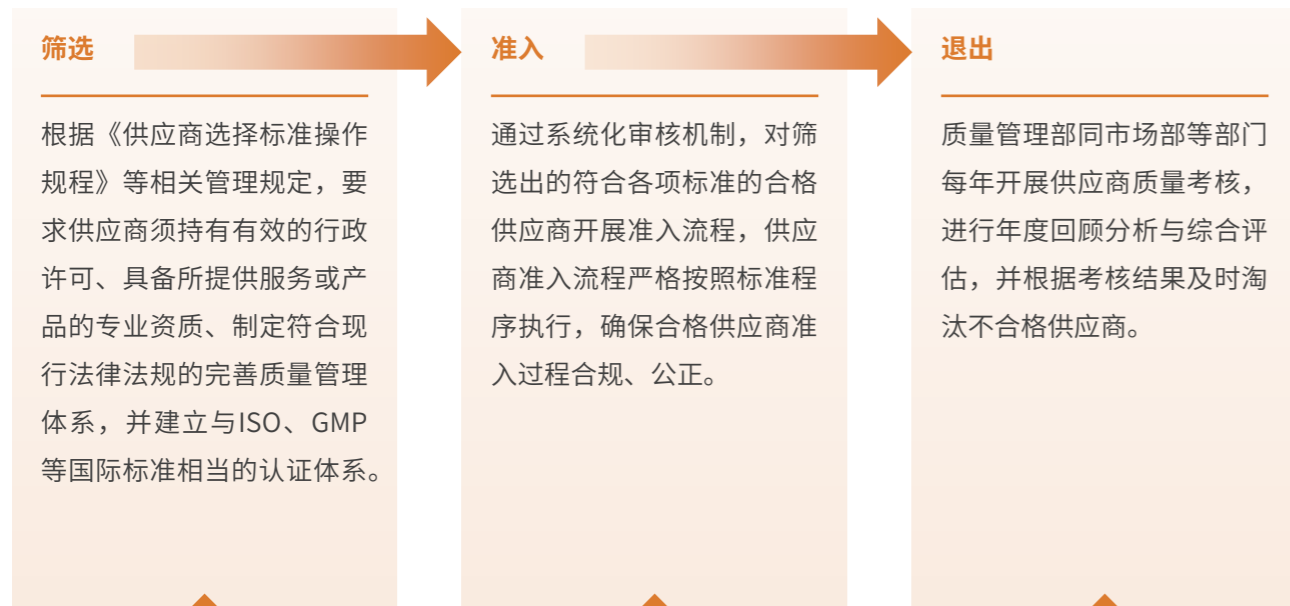 筛选
根据《供应商选择标准操作
规程》等相关管理规定，要
求供应商须持有有效的行政
许可、具备所提供服务或产
品的专业资质、制定符合现
行法律法规的完善质量管理
体系，并建立与ISO、GMP
等国际标准相当的认证体系。
准入
通过系统化审核机制，对筛
选出的符合各项标准的合格
供应商开展准入流程，供应
商准入流程严格按照标准程
序执行，确保合格供应商准
入过程合规、公正。
退出
质量管理部同市场部等部门
每年开展供应商质量考核，
进行年度回顾分析与综合评
估，并根据考核结果及时淘
汰不合格供应商。